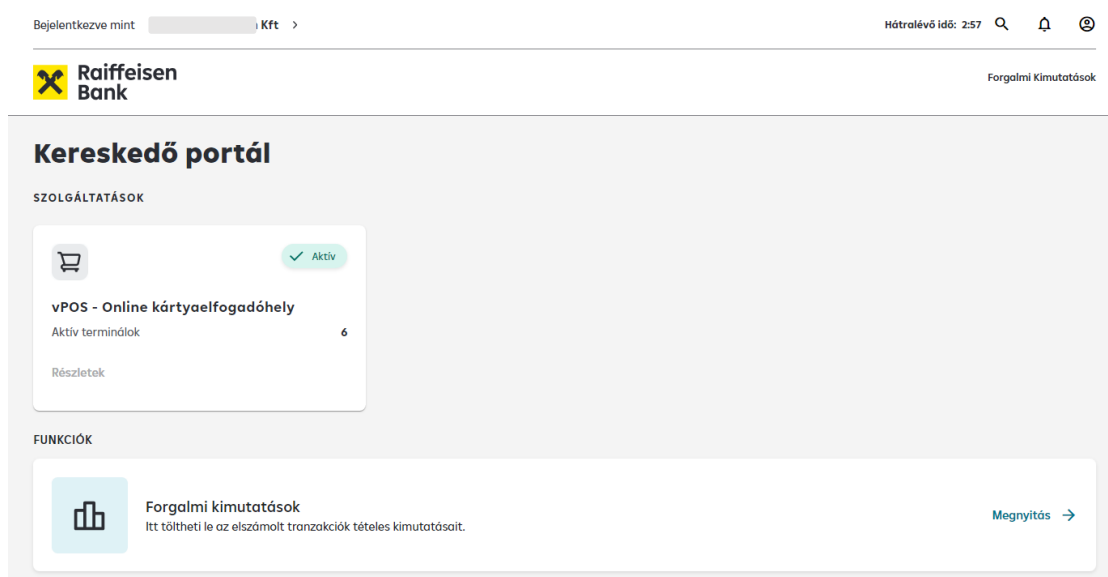 Bejelentkezve mint Kft
Hátralévő idő: 2:57
Raiffeisen
Bank
Forgalmi Kimutatások
Kereskedő portál
SZOLGÁLTATÁSOK
Aktív
vPOS - Online kártyaelfogadóhely
Aktív terminálok 6
Részletek
FUNKCIÓK
Forgalmi kimutatások
Itt töltheti le az elszámolt tranzakciók tételes kimutatásait.
Megnyitás